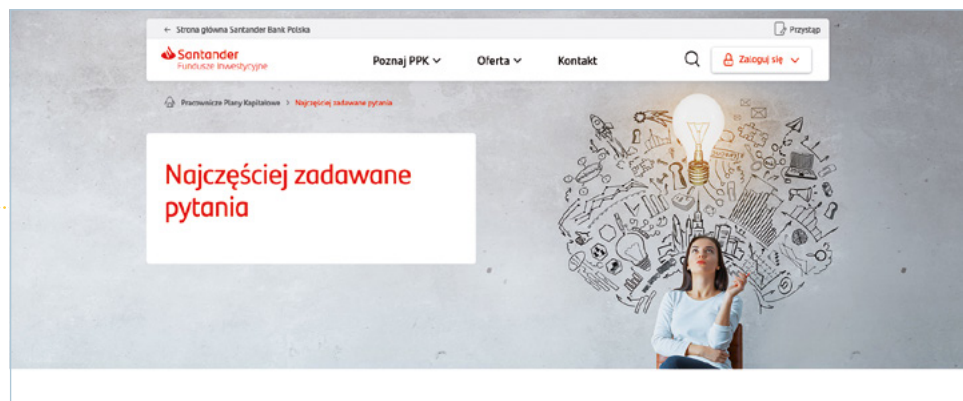 ← Strona główna Santander Bank Polska
Przystąp
Santander
Fundusze Inwestycyjne
Poznaj PPK
Oferta
Kontakt
Zaloguj się
Pracownicze Plany Kapitałowe > Najczęściej zadawane pytania
Najczęściej zadawane
pytania